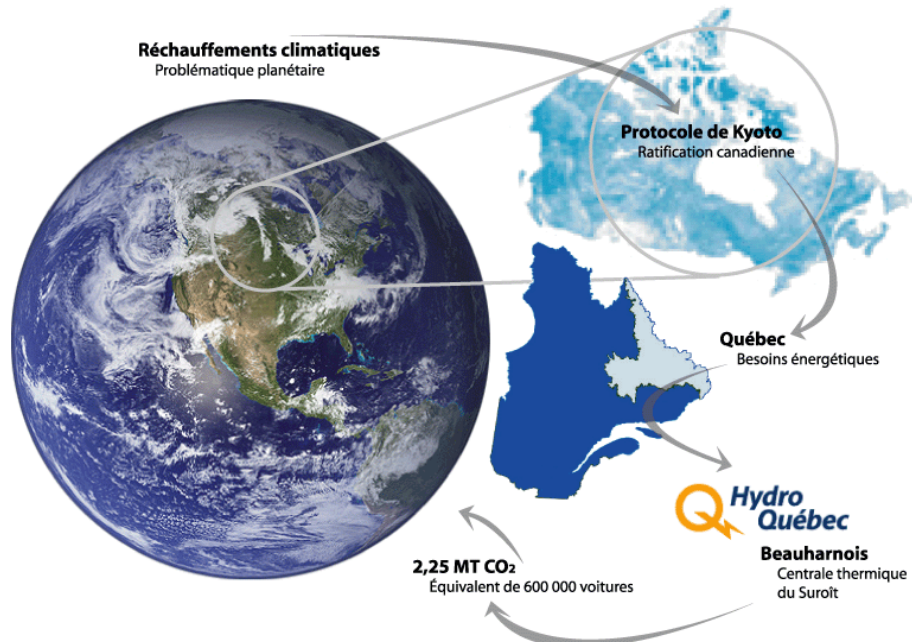 Réchauffements climatiques
Problématique planétaire
Protocole de Kyoto
Ratification canadienne
Québec
Besoins énergétiques
Hydro
Québec
Beauharnois
Centrale thermique
du Suroît
2,25 MT CO₂
Équivalent de 600 000 voitures